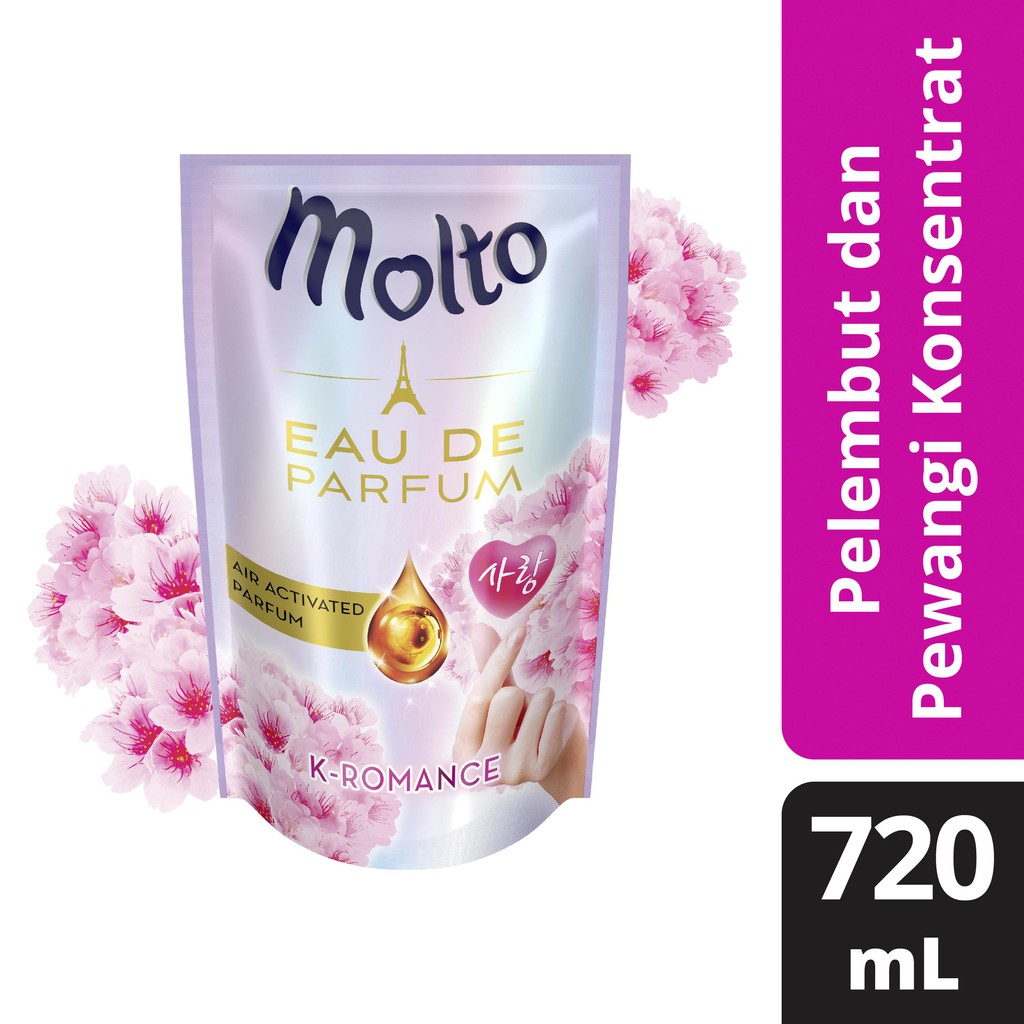 molto
EAU DE
PARFUM
AIR ACTIVATED
PARFUM
사랑
K-ROMANCE
Pelembut dan
Pewangi Konsentrat
720
mL